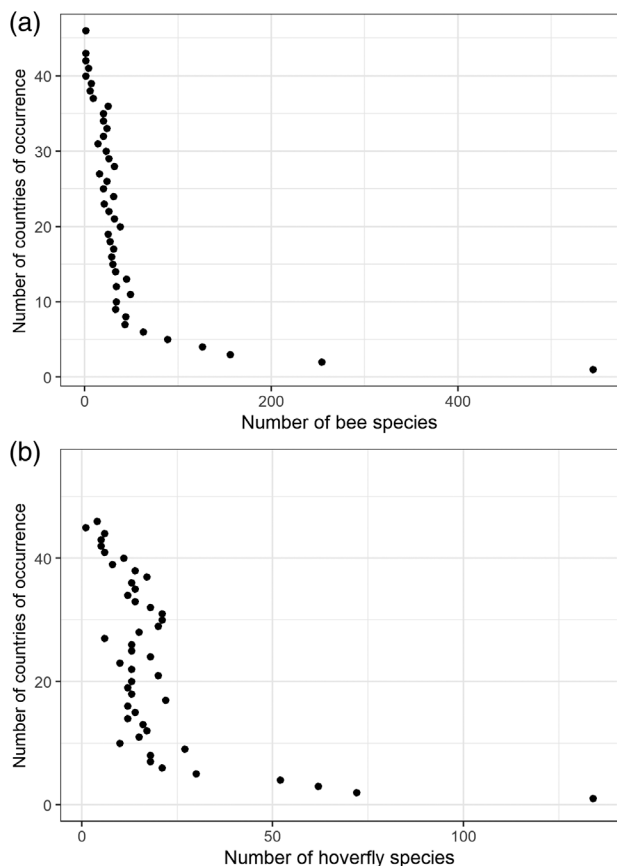 (a)
Number of countries of occurrence
40
30
20
10
0
0 200 400
Number of bee species
(b)
Number of countries of occurrence
40
20
0
0 50 100
Number of hoverfly species